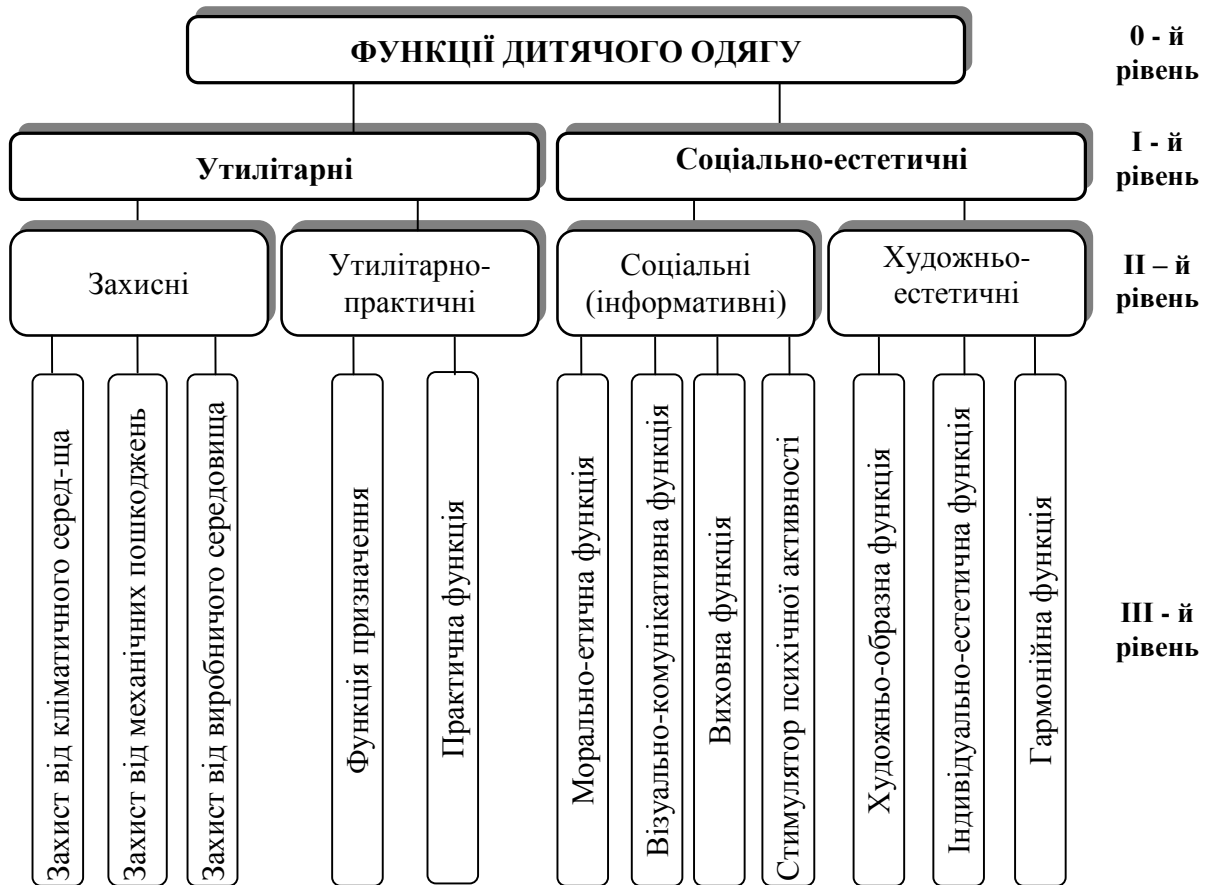 ФУНКЦІЇ ДИТЯЧОГО ОДЯГУ
0 - й
рівень
Утилітарні
Соціально-естетичні
І - й
рівень
Захисні
Утилітарно-
практичні
Соціальні
(інформативні)
Художньо-
естетичні
ІІ – й
рівень
Захист від кліматичного серед-ща
Захист від механічних пошкоджень
Захист від виробничого середовища
Функція призначення
Практична функція
Морально-етична функція
Візуально-комунікативна функція
Виховна функція
Стимулятор психічної активності
Художньо-образна функція
Індивідуально-естетична функція
Гармонійна функція
ІІІ - й
рівень